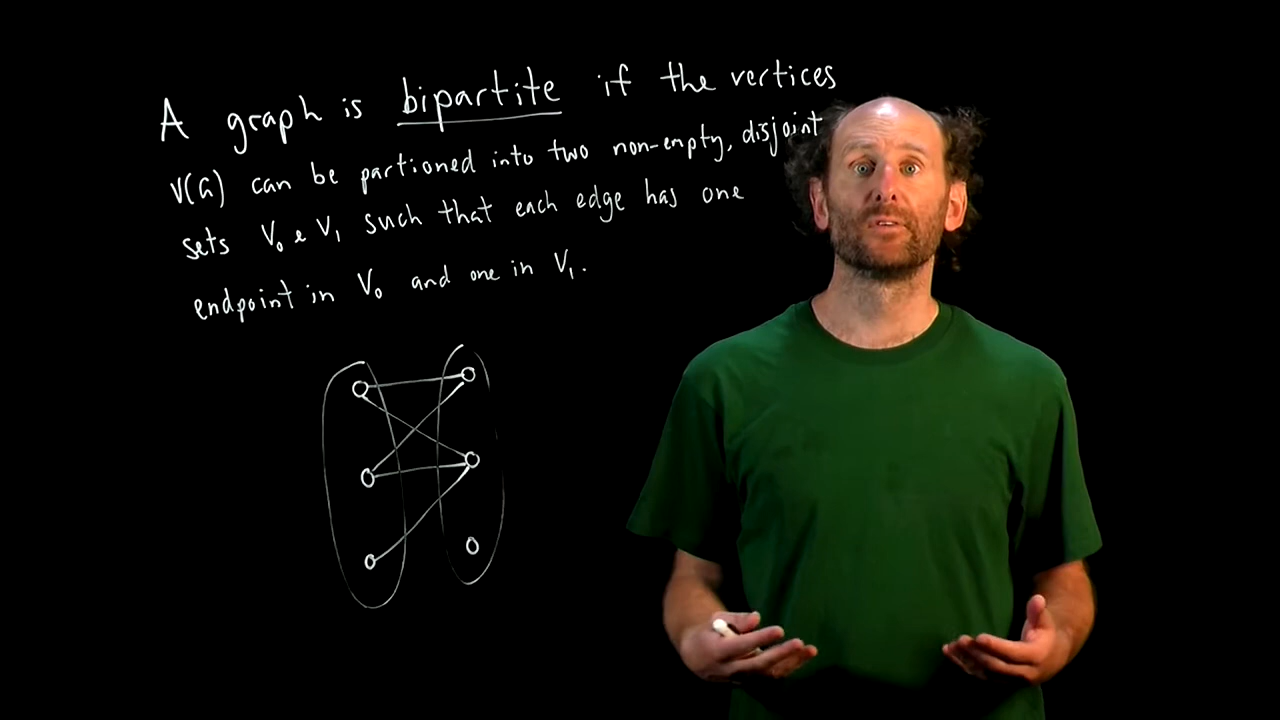 A graph is bipartite if the vertices
V(G) can be partioned into two non-empty, disjoint
sets V₀ & V₁ such that each edge has one
endpoint in V₀ and one in V₁.